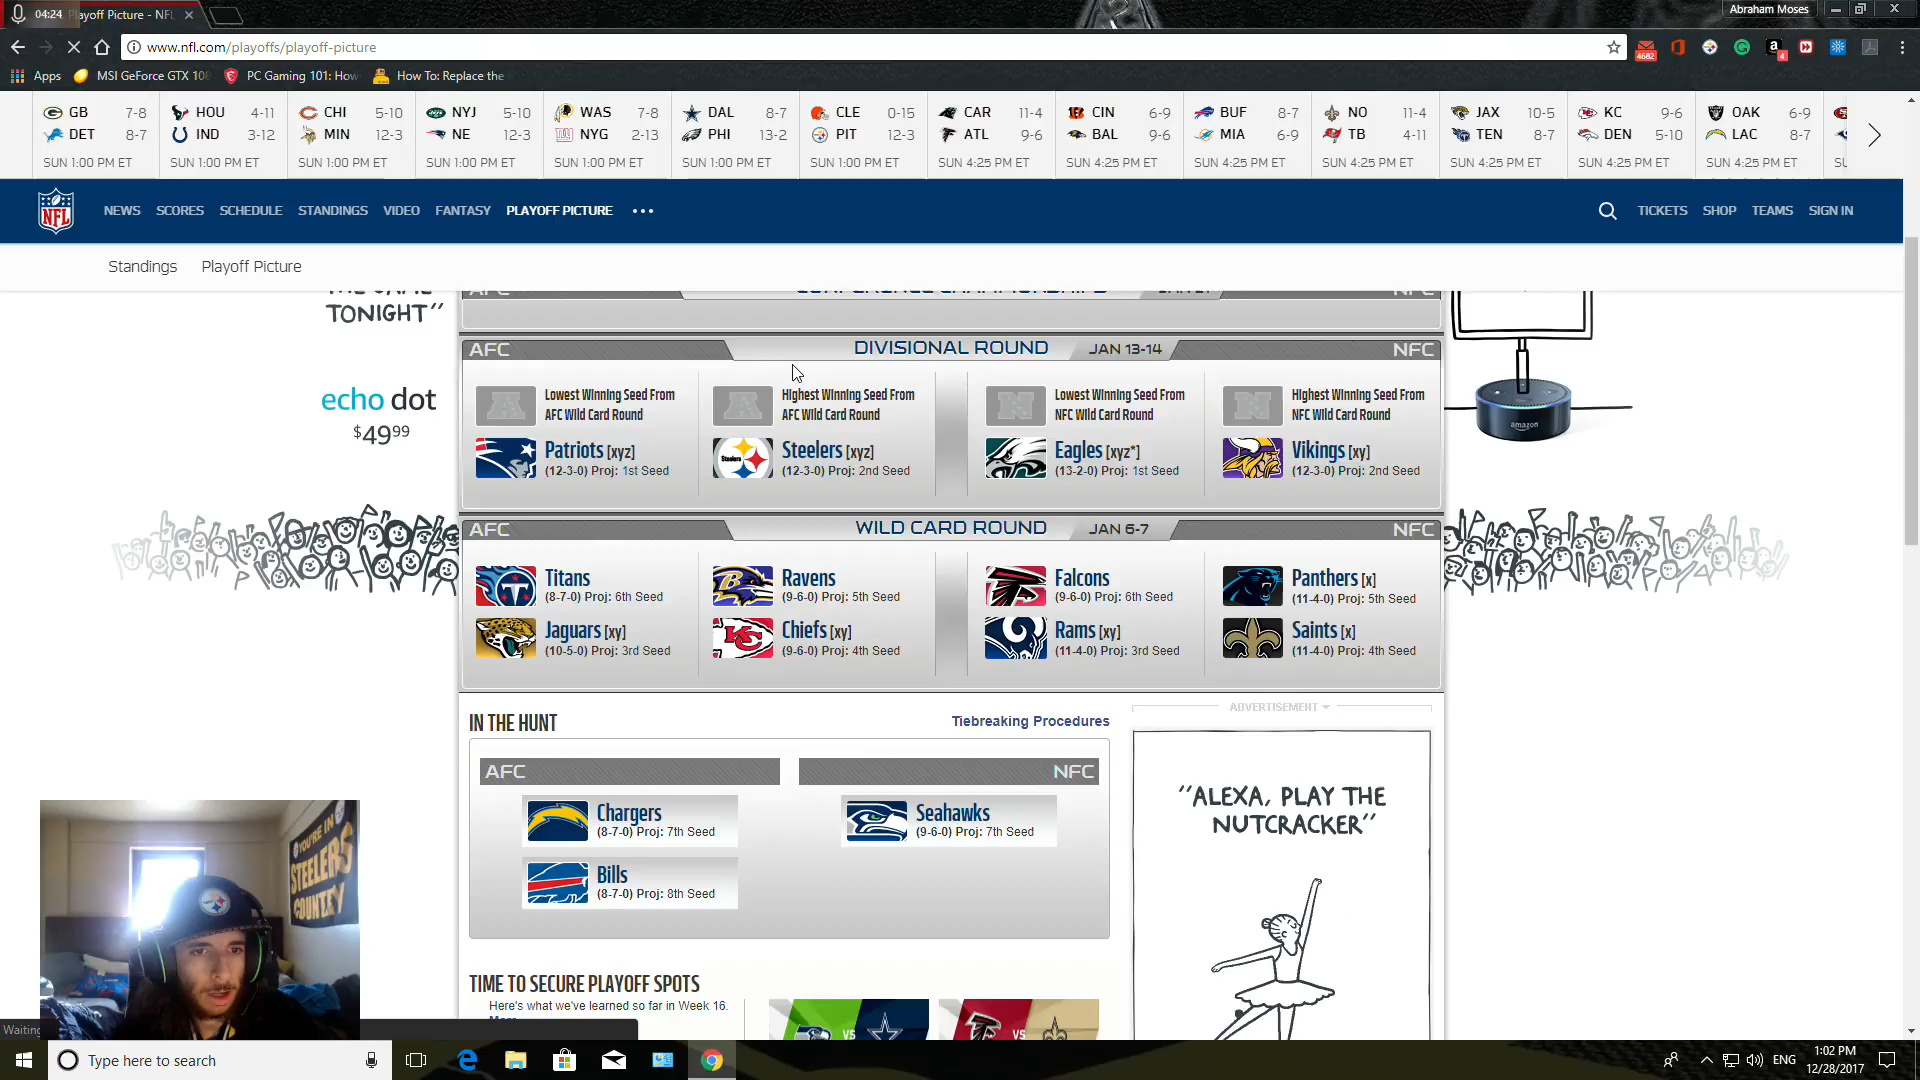 04:24 Playoff Picture - NFL
Abraham Moses
www.nfl.com/playoffs/playoff-picture
4682
4
Apps MSI GeForce GTX 108 PC Gaming 101: How How To: Replace the
GB 7-8 HOU 4-11 CHI 5-10 NYJ 5-10 WAS 7-8 DAL 8-7 CLE 0-15 CAR 11-4 CIN 6-9 BUF 8-7 NO 11-4 JAX 10-5 KC 9-6 OAK 6-9
DET 8-7 IND 3-12 MIN 12-3 NE 12-3 NYG 2-13 PHI 13-2 PIT 12-3 ATL 9-6 BAL 9-6 MIA 6-9 TB 4-11 TEN 8-7 DEN 5-10 LAC 8-7
SUN 1:00 PM ET SUN 1:00 PM ET SUN 1:00 PM ET SUN 1:00 PM ET SUN 1:00 PM ET SUN 1:00 PM ET SUN 1:00 PM ET SUN 4:25 PM ET SUN 4:25 PM ET SUN 4:25 PM ET SUN 4:25 PM ET SUN 4:25 PM ET SUN 4:25 PM ET SUN 4:25 PM ET
NFL NEWS SCORES SCHEDULE STANDINGS VIDEO FANTASY PLAYOFF PICTURE ••• TICKETS SHOP TEAMS SIGN IN
Standings Playoff Picture
TONIGHT”
echo dot
$49⁹⁹
amazon
AFC DIVISIONAL ROUND JAN 13-14 NFC
Lowest Winning Seed From Highest Winning Seed From Lowest Winning Seed From Highest Winning Seed From
AFC Wild Card Round AFC Wild Card Round NFC Wild Card Round NFC Wild Card Round
Patriots [xyz] Steelers [xyz] Eagles [xyz*] Vikings [xy]
(12-3-0) Proj: 1st Seed (12-3-0) Proj: 2nd Seed (13-2-0) Proj: 1st Seed (12-3-0) Proj: 2nd Seed
AFC WILD CARD ROUND JAN 6-7 NFC
Titans Ravens Falcons Panthers [x]
(8-7-0) Proj: 6th Seed (9-6-0) Proj: 5th Seed (9-6-0) Proj: 6th Seed (11-4-0) Proj: 5th Seed
Jaguars [xy] Chiefs [xy] Rams [xy] Saints [x]
(10-5-0) Proj: 3rd Seed (9-6-0) Proj: 4th Seed (11-4-0) Proj: 3rd Seed (11-4-0) Proj: 4th Seed
IN THE HUNT Tiebreaking Procedures
ADVERTISEMENT
AFC NFC
Chargers Seahawks
(8-7-0) Proj: 7th Seed (9-6-0) Proj: 7th Seed
Bills
(8-7-0) Proj: 8th Seed
“ALEXA, PLAY THE
NUTCRACKER”
YOU'RE IN
STEELERS
COUNTRY
TIME TO SECURE PLAYOFF SPOTS
Here's what we've learned so far in Week 16.
VS VS
Waiting
Type here to search
ENG
1:02 PM
12/28/2017